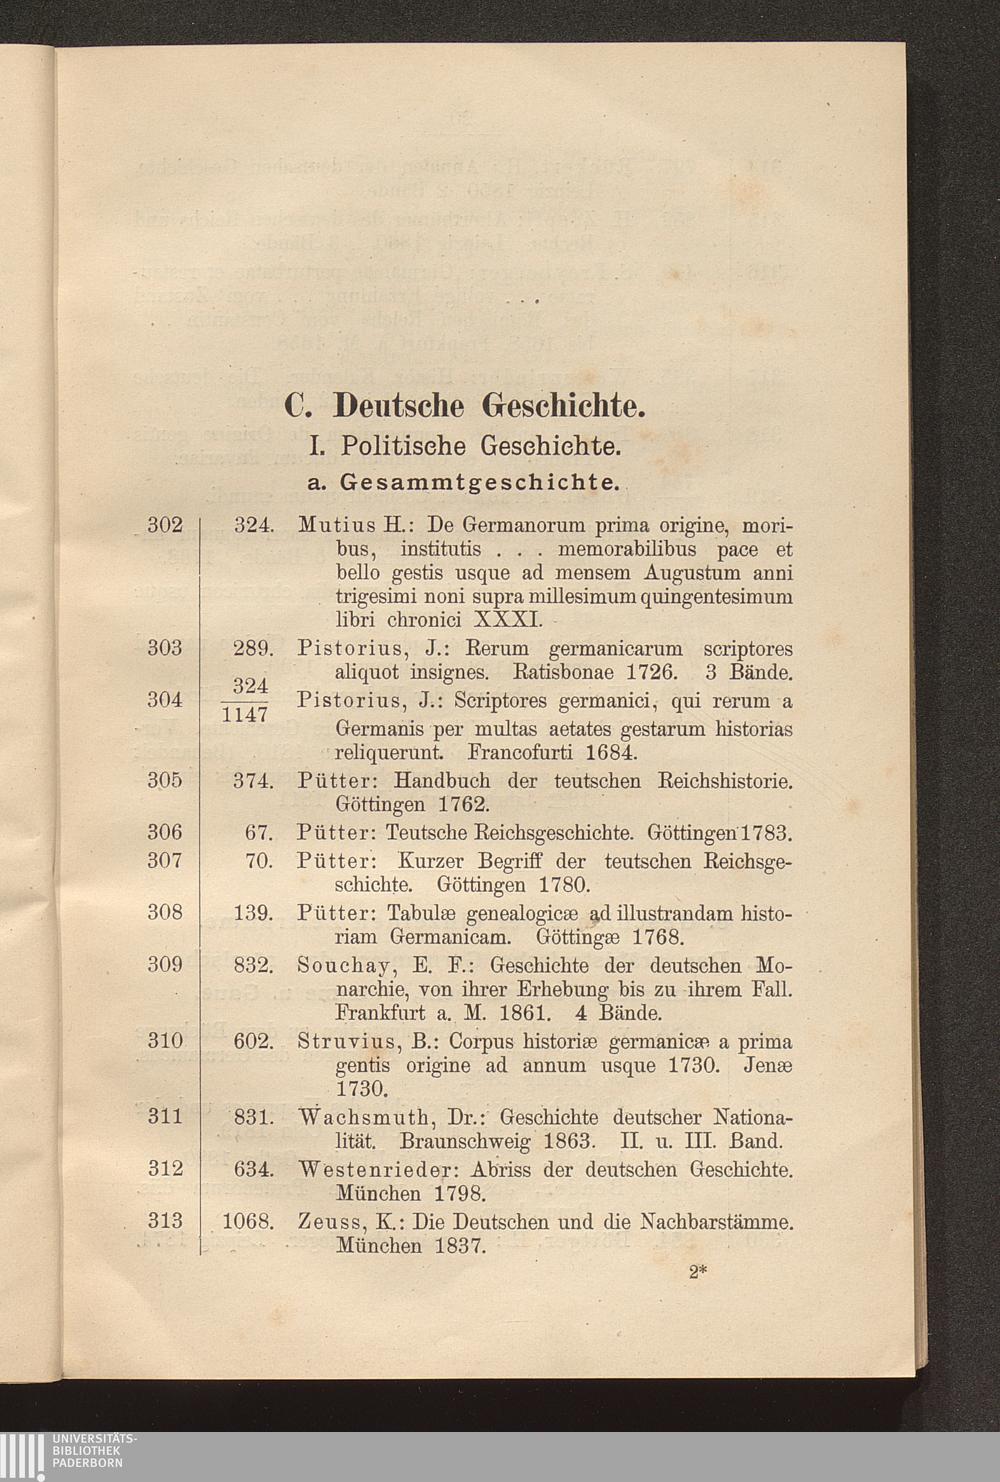 C. Deutsche Geschichte.
I. Politische Geschichte.
a. Gesammtgeschichte.
302 324. Mutius H.: De Germanorum prima origine, mori-
bus, institutis . . . memorabilibus pace et
bello gestis usque ad mensem Augustum anni
trigesimi noni supra millesimum quingentesimum
libri chronici XXXI.
303 289. Pistorius, J.: Rerum germanicarum scriptores
aliquot insignes. Ratisbonae 1726. 3 Bände.
304 324/1147 Pistorius, J.: Scriptores germanici, qui rerum a
Germanis per multas aetates gestarum historias
reliquerunt. Francofurti 1684.
305 374. Pütter: Handbuch der teutschen Reichshistorie.
Göttingen 1762.
306 67. Pütter: Teutsche Reichsgeschichte. Göttingen 1783.
307 70. Pütter: Kurzer Begriff der teutschen Reichsge-
schichte. Göttingen 1780.
308 139. Pütter: Tabulæ genealogicæ ad illustrandam histo-
riam Germanicam. Göttingæ 1768.
309 832. Souchay, E. F.: Geschichte der deutschen Mo-
narchie, von ihrer Erhebung bis zu ihrem Fall.
Frankfurt a. M. 1861. 4 Bände.
310 602. Struvius, B.: Corpus historiæ germanicæ a prima
gentis origine ad annum usque 1730. Jenæ
1730.
311 831. Wachsmuth, Dr.: Geschichte deutscher Nationa-
lität. Braunschweig 1863. II. u. III. Band.
312 634. Westenrieder: Abriss der deutschen Geschichte.
München 1798.
313 1068. Zeuss, K.: Die Deutschen und die Nachbarstämme.
München 1837.
2*
UNIVERSITÄTS-
BIBLIOTHEK
PADERBORN